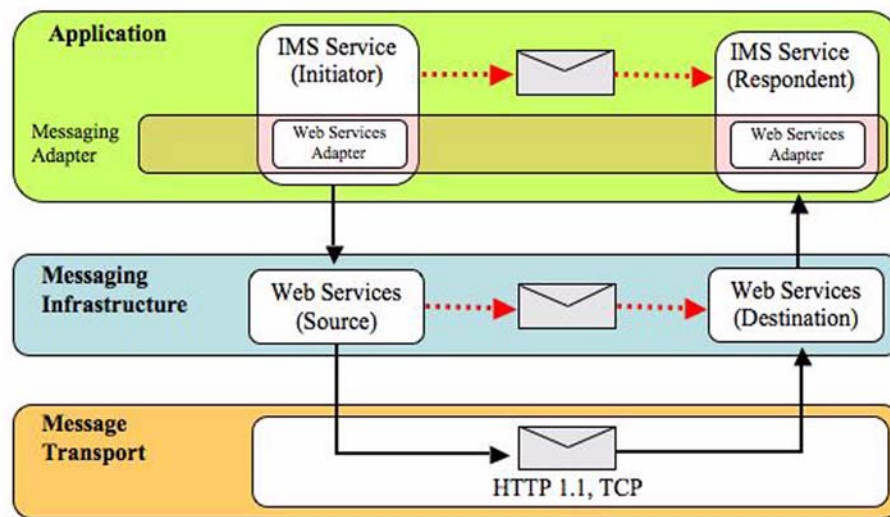 Application
IMS Service
(Initiator)
IMS Service
(Respondent)
Messaging
Adapter
Web Services
Adapter
Web Services
Adapter
Messaging
Infrastructure
Web Services
(Source)
Web Services
(Destination)
Message
Transport
HTTP 1.1, TCP